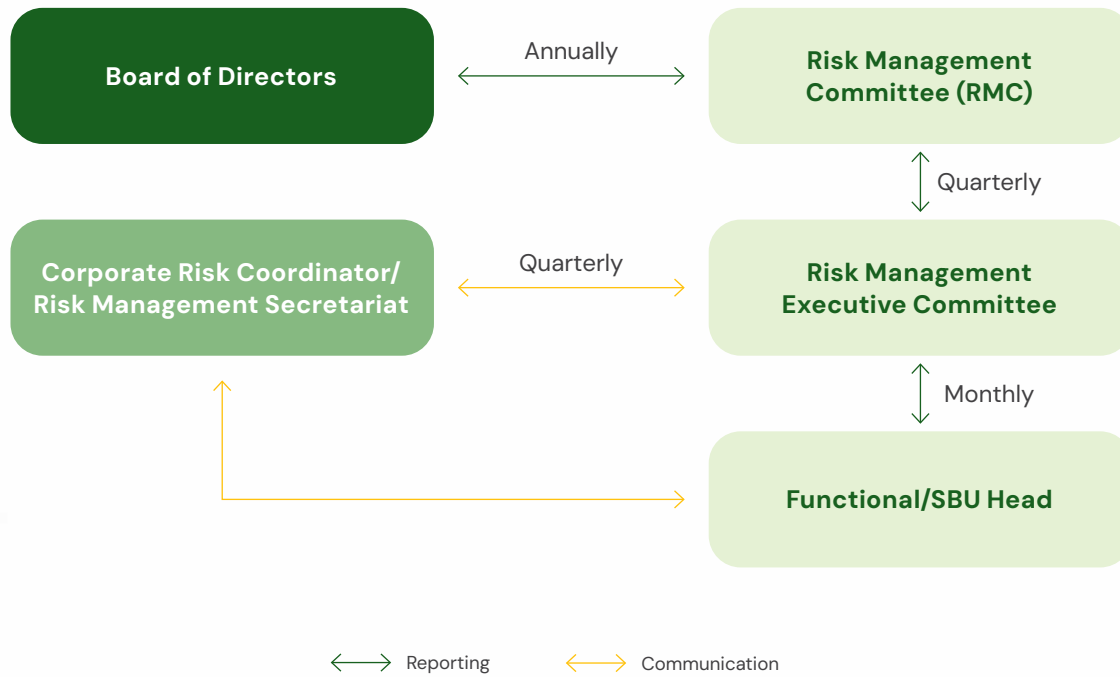 Board of Directors
Annually
Risk Management
Committee (RMC)
Quarterly
Corporate Risk Coordinator/
Risk Management Secretariat
Quarterly
Risk Management
Executive Committee
Monthly
Functional/SBU Head
Reporting
Communication